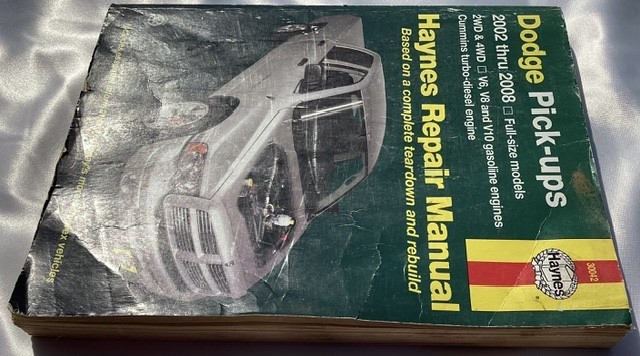 Dodge Pick-ups
2002 thru 2008 □ Full-size models
2WD & 4WD □ V6, V8 and V10 gasoline engines
Cummins turbo-diesel engine
Haynes Repair Manual
Based on a complete teardown and rebuild
30042
Haynes
vehicles